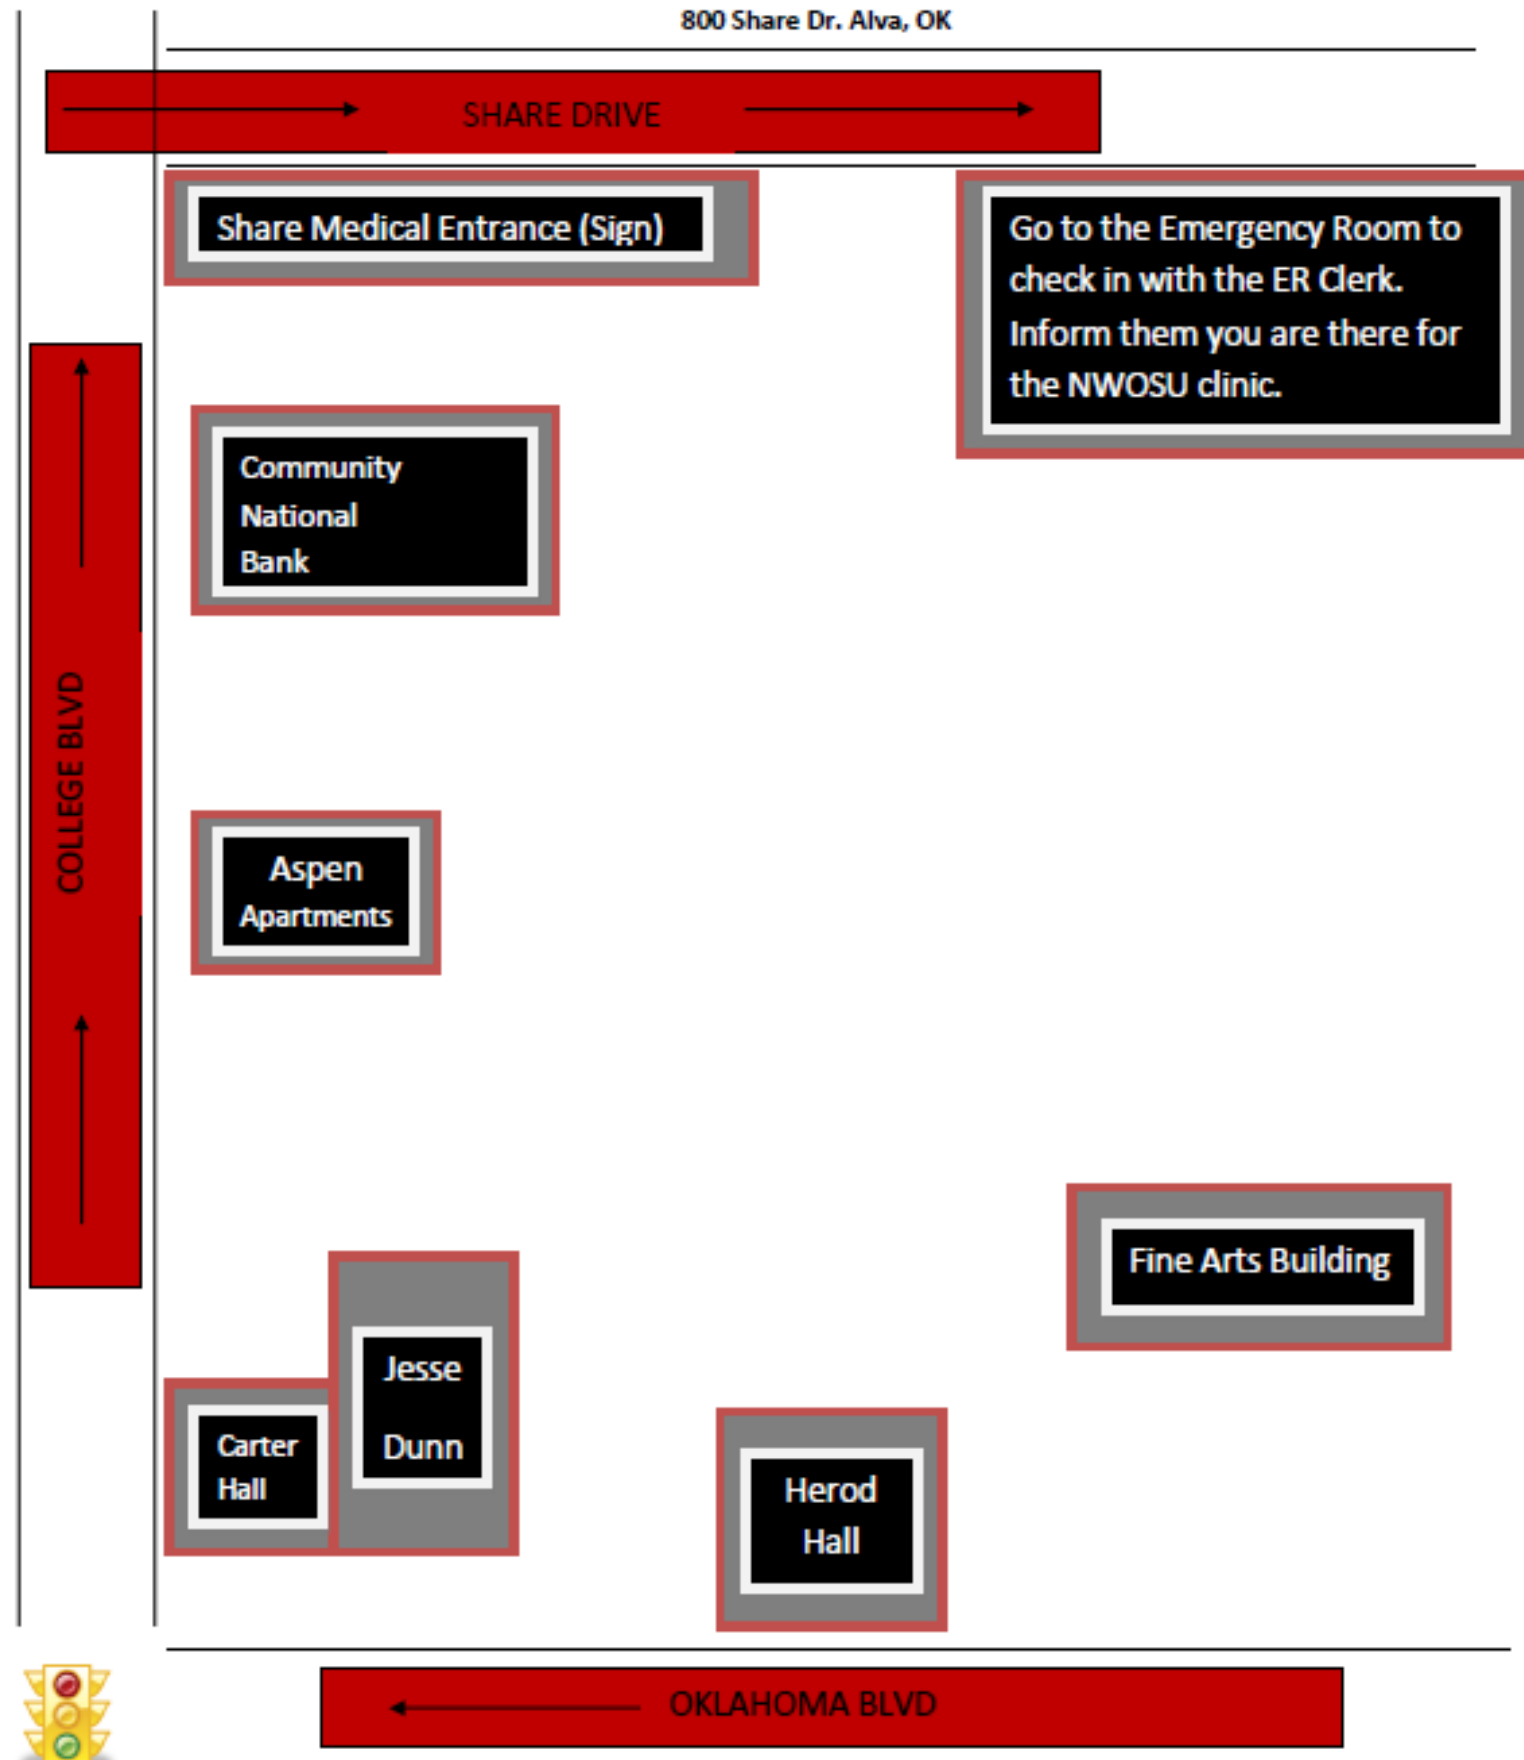 800 Share Dr. Alva, OK
SHARE DRIVE
Share Medical Entrance (Sign)
Go to the Emergency Room to
check in with the ER Clerk.
Inform them you are there for
the NWOSU clinic.
Community
National
Bank
COLLEGE BLVD
Aspen
Apartments
Fine Arts Building
Jesse
Dunn
Carter
Hall
Herod
Hall
OKLAHOMA BLVD